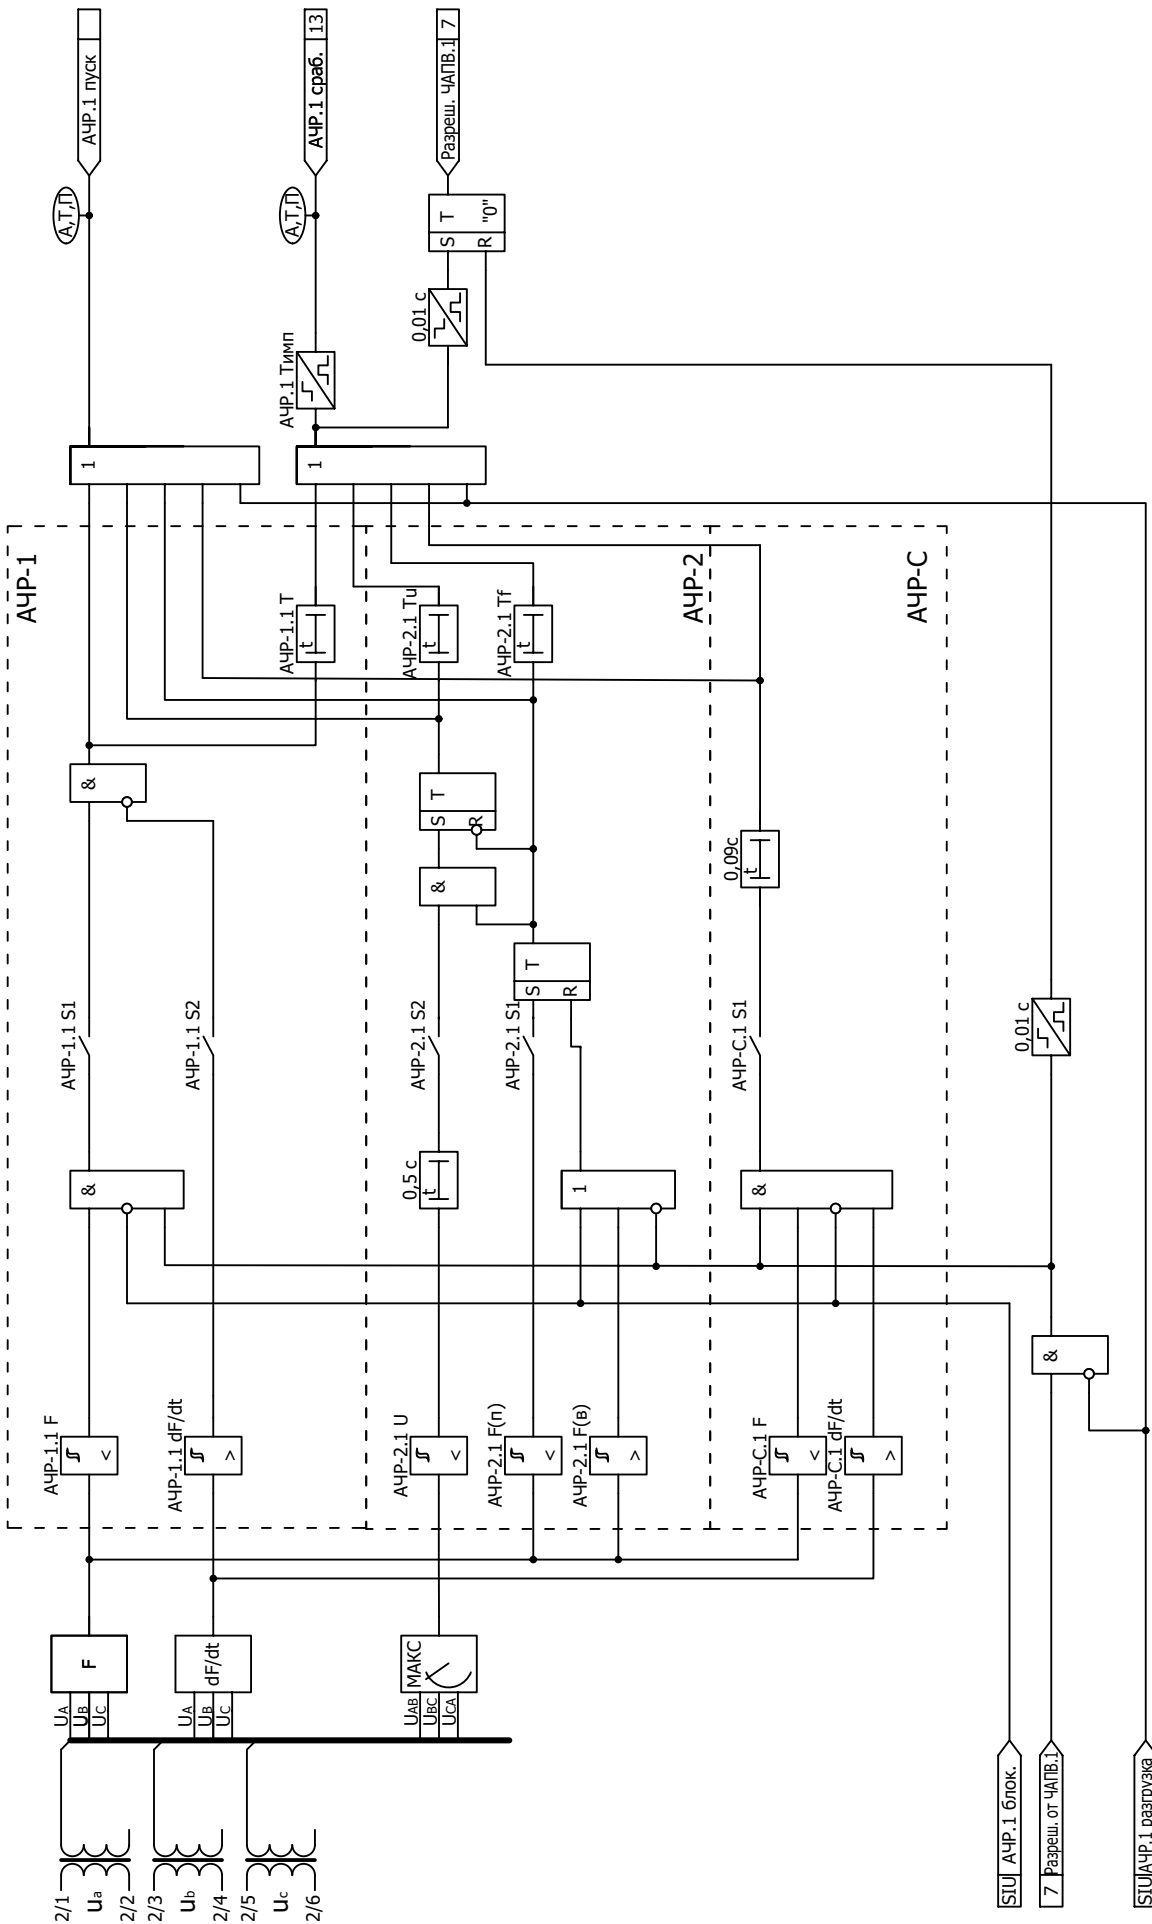 АЧР.1 пуск
АЧР.1 сраб. 13
Разреш. ЧАПВ.1 7
А,Т,П
А,Т,П
S T
R "0"
0,01 с
АЧР.1 Тимп
1
1
АЧР-1
АЧР-2
АЧР-С
АЧР-1.1 T
t
АЧР-2.1 Tu
t
АЧР-2.1 Tf
t
&
S T
R
&
0,09с
t
S T
R
АЧР-1.1 S1
АЧР-1.1 S2
АЧР-2.1 S2
АЧР-2.1 S1
АЧР-С.1 S1
0,01 с
&
0,5 с
t
1
&
&
АЧР-1.1 F
<
АЧР-1.1 dF/dt
>
АЧР-2.1 U
<
АЧР-2.1 F(п)
<
АЧР-2.1 F(в)
>
АЧР-С.1 F
<
АЧР-С.1 dF/dt
>
F
UA
UB
UC
dF/dt
UA
UB
UC
МАКС
UAB
UBC
UCA
2/1
ua
2/2
2/3
ub
2/4
2/5
uc
2/6
SIU АЧР.1 блок.
7 Разреш. от ЧАПВ.1
SIU АЧР.1 разгрузка